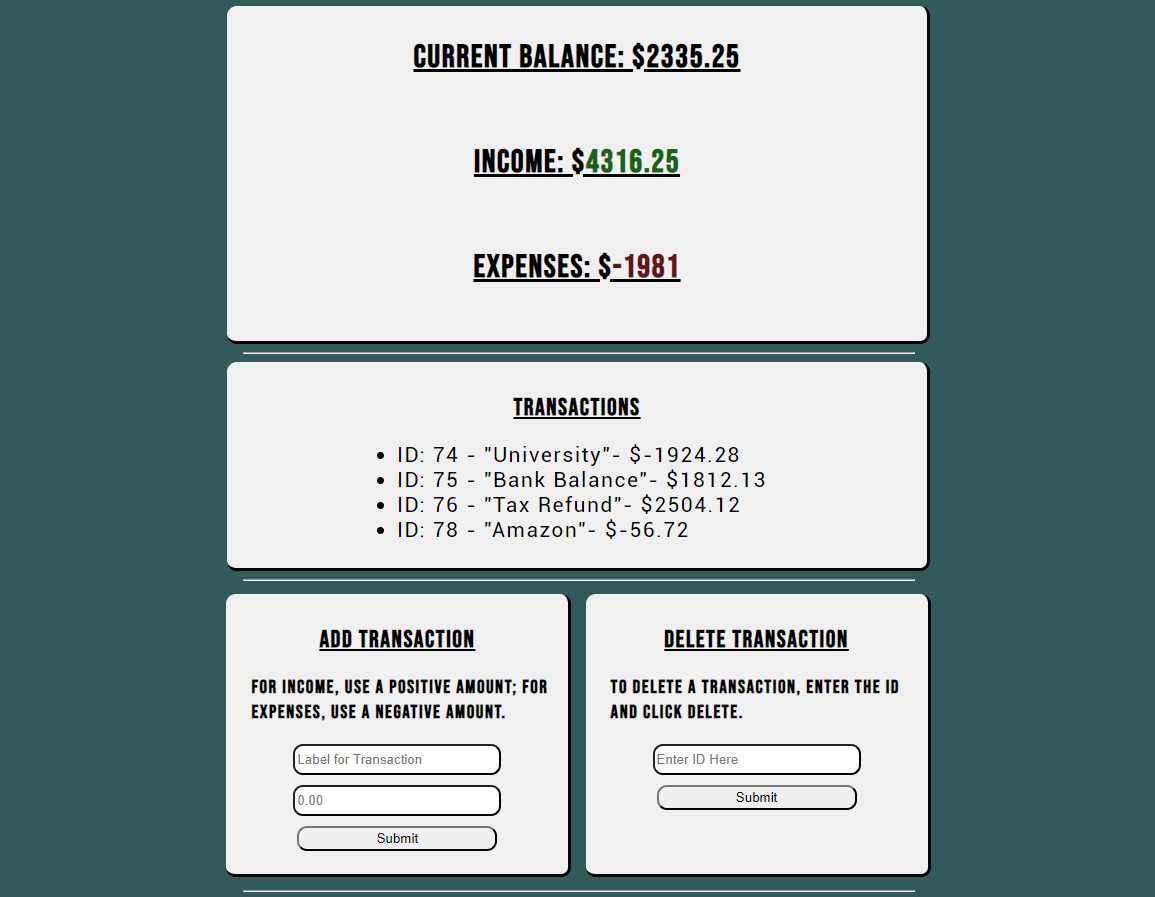 CURRENT BALANCE: $2335.25
INCOME: $4316.25
EXPENSES: $-1981
TRANSACTIONS
ID: 74 - "University"- $-1924.28
ID: 75 - "Bank Balance"- $1812.13
ID: 76 - "Tax Refund"- $2504.12
ID: 78 - "Amazon"- $-56.72
ADD TRANSACTION
FOR INCOME, USE A POSITIVE AMOUNT; FOR
EXPENSES, USE A NEGATIVE AMOUNT.
Label for Transaction
0.00
Submit
DELETE TRANSACTION
TO DELETE A TRANSACTION, ENTER THE ID
AND CLICK DELETE.
Enter ID Here
Submit